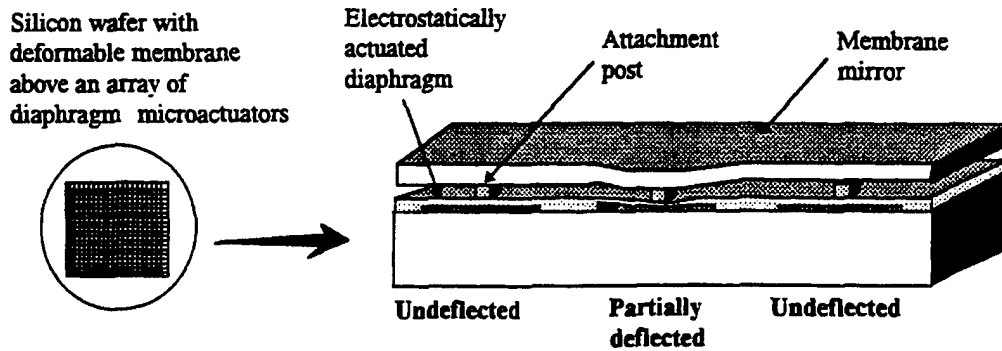 Silicon wafer with
deformable membrane
above an array of
diaphragm microactuators
Electrostatically
actuated
diaphragm
Attachment
post
Membrane
mirror
Undeflected
Partially
deflected
Undeflected